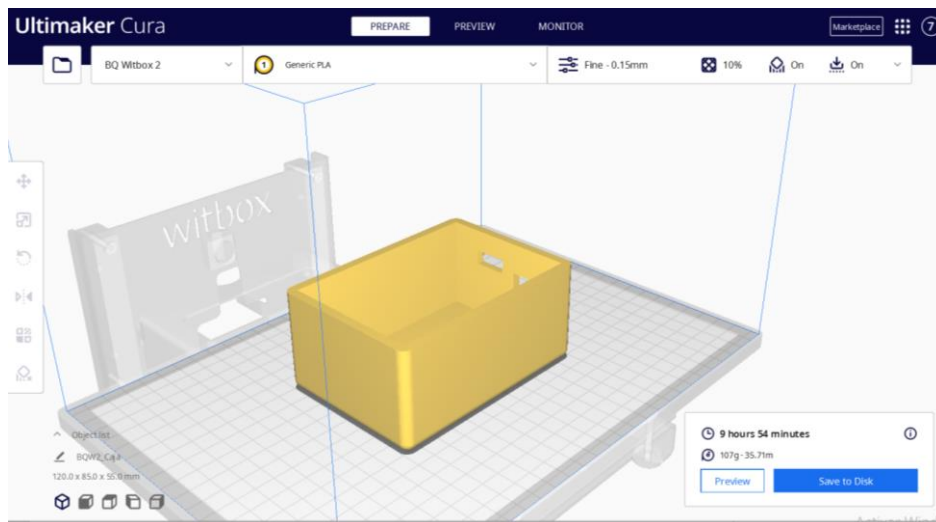 Ultimaker Cura
PREPARE
PREVIEW
MONITOR
Marketplace
7
BQ Witbox 2
1
Generic PLA
Fine - 0.15mm
10%
On
On
witbox
Object list
BQW2_Caja
120.0 x 85.0 x 55.0 mm
9 hours 54 minutes
107g · 35.71m
Preview
Save to Disk